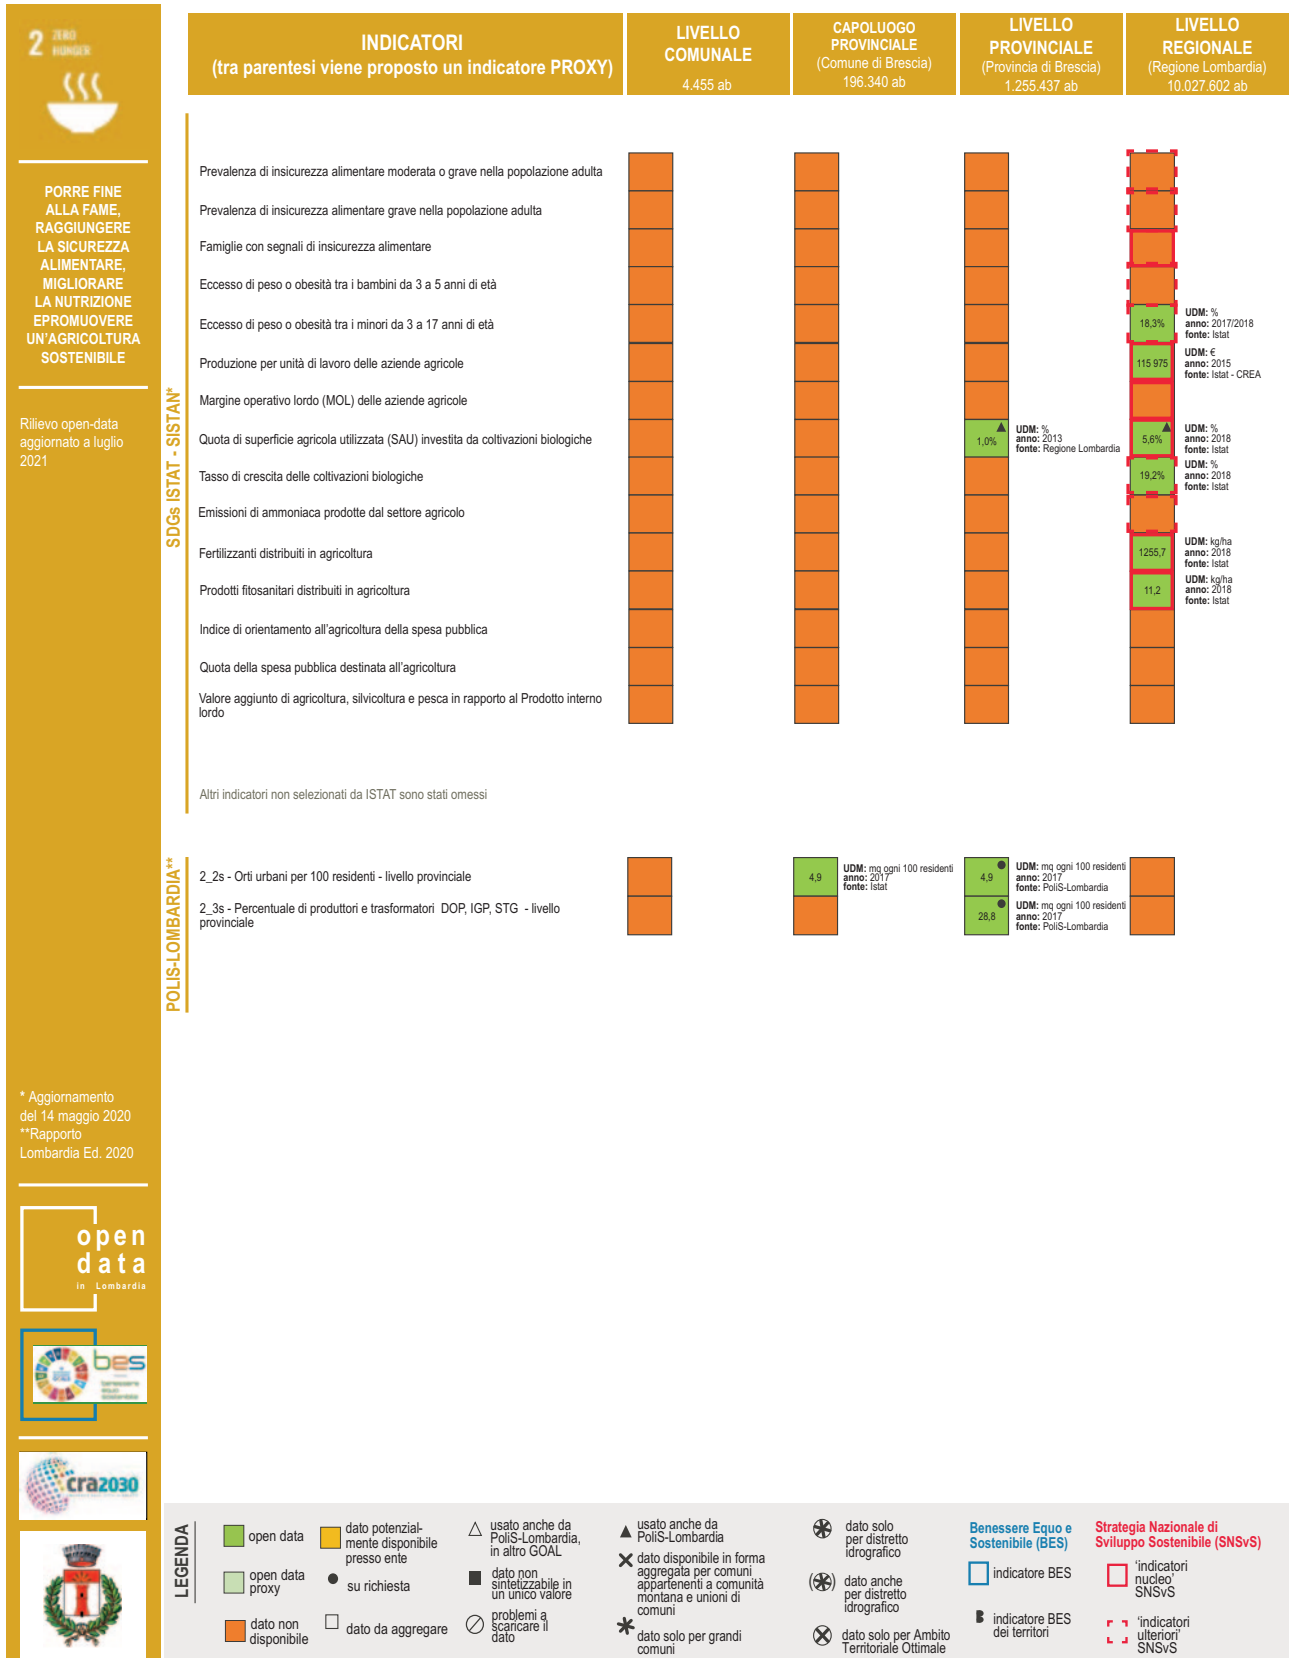 2 ZERO
HUNGER
PORRE FINE
ALLA FAME,
RAGGIUNGERE
LA SICUREZZA
ALIMENTARE,
MIGLIORARE
LA NUTRIZIONE
EPROMUOVERE
UN'AGRICOLTURA
SOSTENIBILE
Rilievo open-data
aggiornato a luglio
2021
* Aggiornamento
del 14 maggio 2020
**Rapporto
Lombardia Ed. 2020
open
data
in Lombardia
bes
benessere
equo
sostenibile
cra2030
INDICATORI
(tra parentesi viene proposto un indicatore PROXY)
LIVELLO
COMUNALE
4.455 ab
CAPOLUOGO
PROVINCIALE
(Comune di Brescia)
196.340 ab
LIVELLO
PROVINCIALE
(Provincia di Brescia)
1.255.437 ab
LIVELLO
REGIONALE
(Regione Lombardia)
10.027.602 ab
SDGs ISTAT - SISTAN*
Prevalenza di insicurezza alimentare moderata o grave nella popolazione adulta
Prevalenza di insicurezza alimentare grave nella popolazione adulta
Famiglie con segnali di insicurezza alimentare
Eccesso di peso o obesità tra i bambini da 3 a 5 anni di età
Eccesso di peso o obesità tra i minori da 3 a 17 anni di età
18,3%
UDM: %
anno: 2017/2018
fonte: Istat
Produzione per unità di lavoro delle aziende agricole
115 975
UDM: €
anno: 2015
fonte: Istat - CREA
Margine operativo lordo (MOL) delle aziende agricole
Quota di superficie agricola utilizzata (SAU) investita da coltivazioni biologiche
1,0%
UDM: %
anno: 2013
fonte: Regione Lombardia
5,6%
UDM: %
anno: 2018
fonte: Istat
Tasso di crescita delle coltivazioni biologiche
19,2%
UDM: %
anno: 2018
fonte: Istat
Emissioni di ammoniaca prodotte dal settore agricolo
Fertilizzanti distribuiti in agricoltura
1255,7
UDM: kg/ha
anno: 2018
fonte: Istat
Prodotti fitosanitari distribuiti in agricoltura
11,2
UDM: kg/ha
anno: 2018
fonte: Istat
Indice di orientamento all'agricoltura della spesa pubblica
Quota della spesa pubblica destinata all'agricoltura
Valore aggiunto di agricoltura, silvicoltura e pesca in rapporto al Prodotto interno
lordo
Altri indicatori non selezionati da ISTAT sono stati omessi
POLIS-LOMBARDIA**
2_2s - Orti urbani per 100 residenti - livello provinciale
4,9
UDM: mq ogni 100 residenti
anno: 2017
fonte: Istat
4,9
UDM: mq ogni 100 residenti
anno: 2017
fonte: PoliS-Lombardia
2_3s - Percentuale di produttori e trasformatori DOP, IGP, STG - livello
provinciale
28,8
UDM: mq ogni 100 residenti
anno: 2017
fonte: PoliS-Lombardia
LEGENDA
open data
open data
proxy
dato non
disponibile
dato potenzial-
mente disponibile
presso ente
su richiesta
dato da aggregare
usato anche da
PoliS-Lombardia,
in altro GOAL
dato non
sintetizzabile in
un unico valore
problemi a
scaricare il
dato
usato anche da
PoliS-Lombardia
dato disponibile in forma
aggregata per comuni
appartenenti a comunità
montana e unioni di
comuni
dato solo per grandi
comuni
dato solo
per distretto
idrografico
dato anche
per distretto
idrografico
dato solo per Ambito
Territoriale Ottimale
Benessere Equo e
Sostenibile (BES)
indicatore BES
indicatore BES
dei territori
Strategia Nazionale di
Sviluppo Sostenibile (SNSvS)
'indicatori
nucleo'
SNSvS
'indicatori
ulteriori'
SNSvS